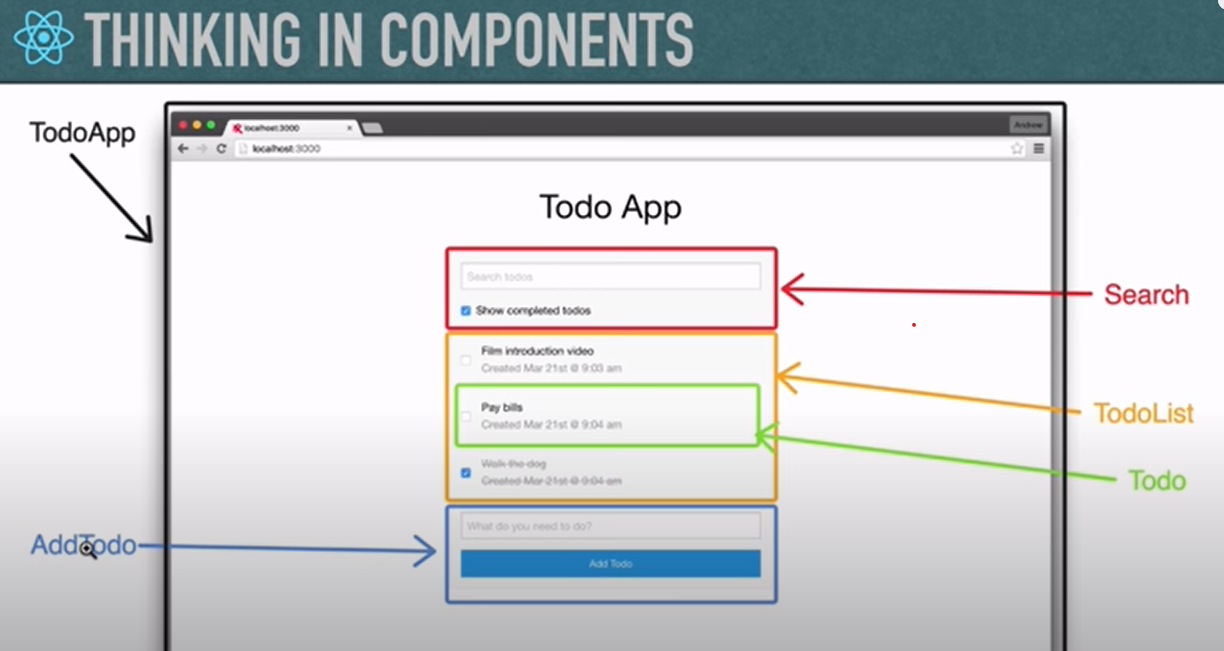 THINKING IN COMPONENTS
TodoApp
localhost:3000
Andrew
localhost:3000
Todo App
Search todos
Show completed todos
Search
Film introduction video
Created Mar 21st @ 9:03 am
TodoList
Pay bills
Created Mar 21st @ 9:04 am
Todo
Walk the dog
Created Mar 21st @ 9:04 am
AddTodo
What do you need to do?
Add Todo